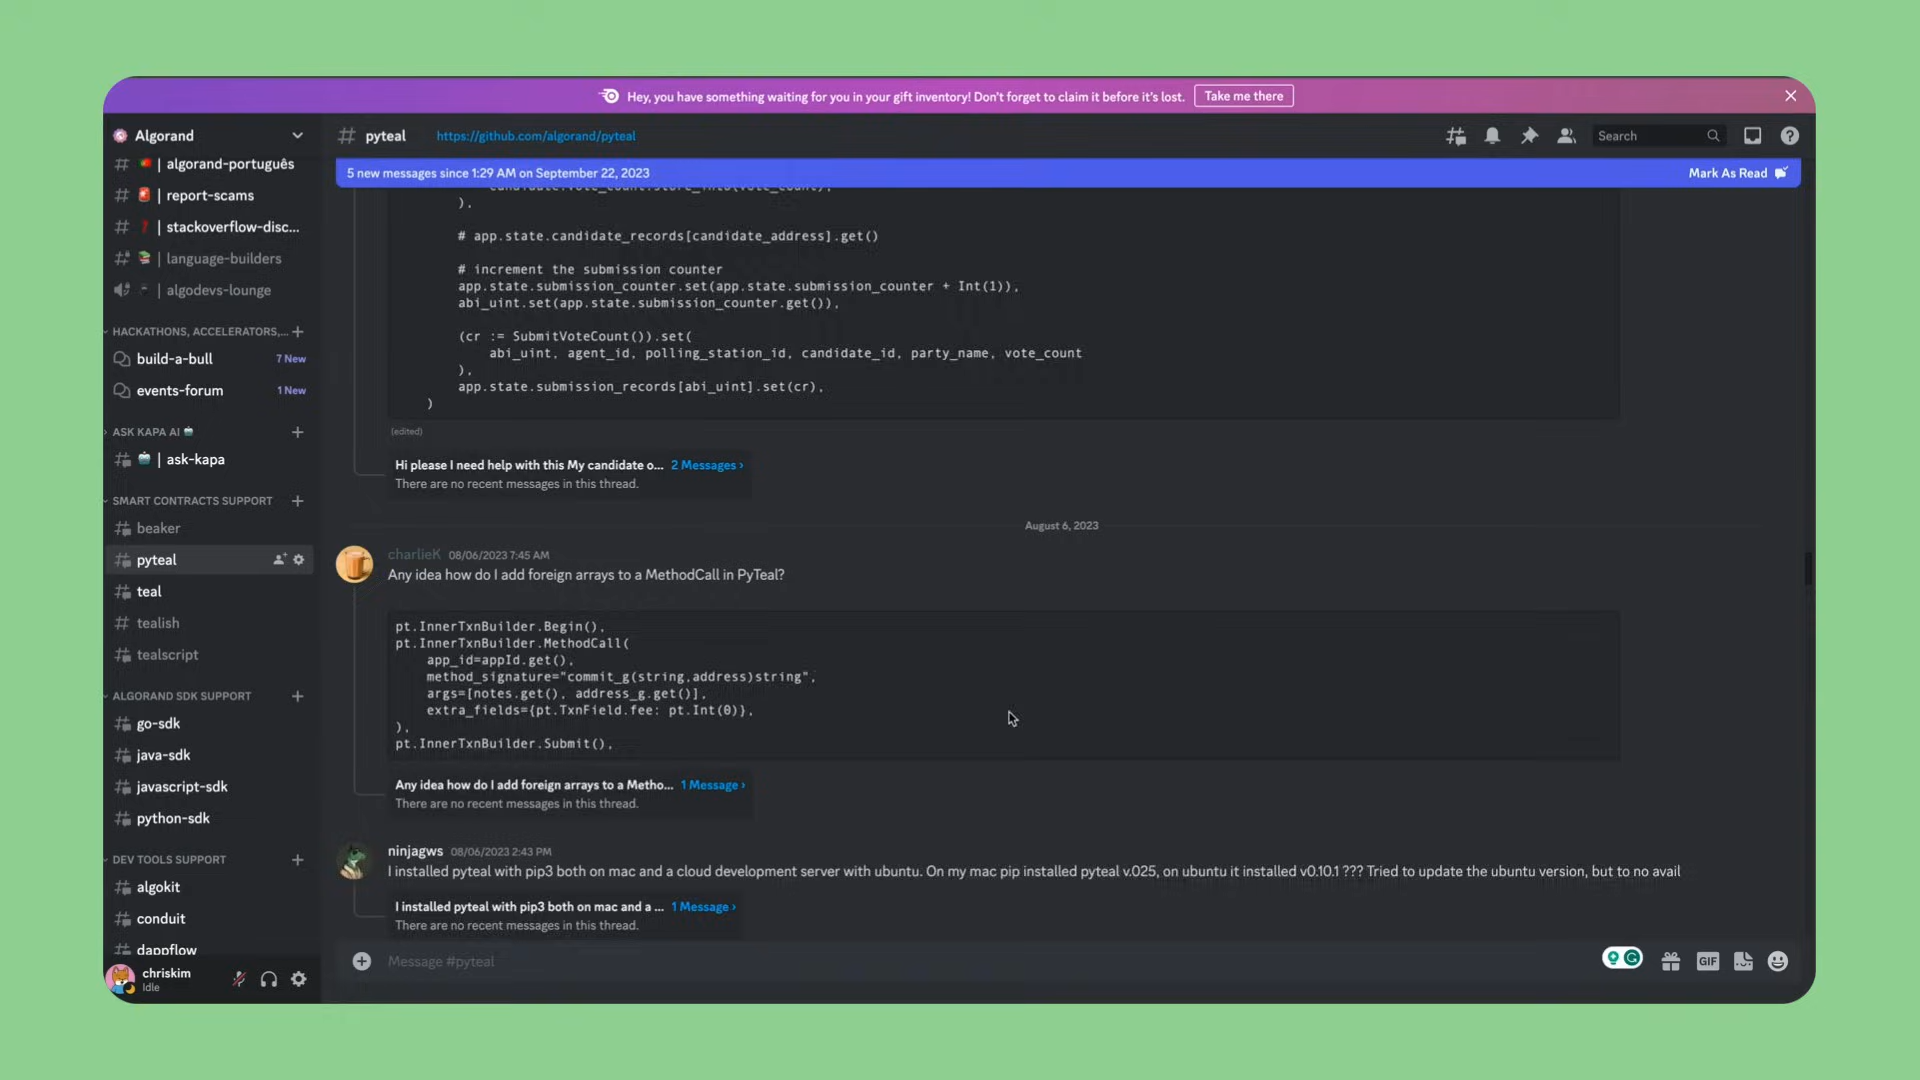 Hey, you have something waiting for you in your gift inventory! Don't forget to claim it before it's lost.
Take me there
Algorand
| algorand-português
| report-scams
| stackoverflow-disc...
| language-builders
| algodevs-lounge
HACKATHONS, ACCELERATORS,...
build-a-bull
7 New
events-forum
1 New
ASK KAPA AI
| ask-kapa
SMART CONTRACTS SUPPORT
beaker
pyteal
teal
tealish
tealscript
ALGORAND SDK SUPPORT
go-sdk
java-sdk
javascript-sdk
python-sdk
DEV TOOLS SUPPORT
algokit
conduit
dappflow
chriskim
Idle
# pyteal
https://github.com/algorand/pyteal
Search
5 new messages since 1:29 AM on September 22, 2023
Mark As Read
),
# app.state.candidate_records[candidate_address].get()
# increment the submission counter
app.state.submission_counter.set(app.state.submission_counter + Int(1)),
abi_uint.set(app.state.submission_counter.get()),
(cr := SubmitVoteCount()).set(
abi_uint, agent_id, polling_station_id, candidate_id, party_name, vote_count
),
app.state.submission_records[abi_uint].set(cr),
)
(edited)
Hi please I need help with this My candidate o... 2 Messages ›
There are no recent messages in this thread.
August 6, 2023
charlieK 08/06/2023 7:45 AM
Any idea how do I add foreign arrays to a MethodCall in PyTeal?
pt.InnerTxnBuilder.Begin(),
pt.InnerTxnBuilder.MethodCall(
app_id=appId.get(),
method_signature="commit_g(string,address)string",
args=[notes.get(), address_g.get()],
extra_fields={pt.TxnField.fee: pt.Int(0)},
),
pt.InnerTxnBuilder.Submit(),
Any idea how do I add foreign arrays to a Metho... 1 Message ›
There are no recent messages in this thread.
ninjagws 08/06/2023 2:43 PM
I installed pyteal with pip3 both on mac and a cloud development server with ubuntu. On my mac pip installed pyteal v.025, on ubuntu it installed v0.10.1 ??? Tried to update the ubuntu version, but to no avail
I installed pyteal with pip3 both on mac and a ... 1 Message ›
There are no recent messages in this thread.
Message #pyteal
GIF